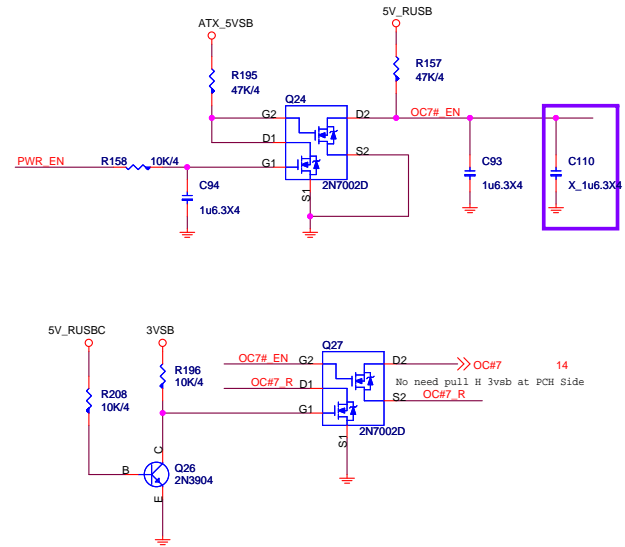 ATX_5VSB
5V_RUSB
R195
47K/4
R157
47K/4
Q24
G2
D2
OC7#_EN
D1
S2
PWR_EN
R158
10K/4
G1
2N7002D
S1
C94
1u6.3X4
C93
1u6.3X4
C110
X_1u6.3X4
5V_RUSBC
3VSB
Q27
R196
10K/4
OC7#_EN
G2
D2
OC#7
14
No need pull H 3vsb at PCH Side
OC#7_R
D1
S2
OC#7_R
R208
10K/4
G1
2N7002D
S1
C
B
Q26
2N3904
E